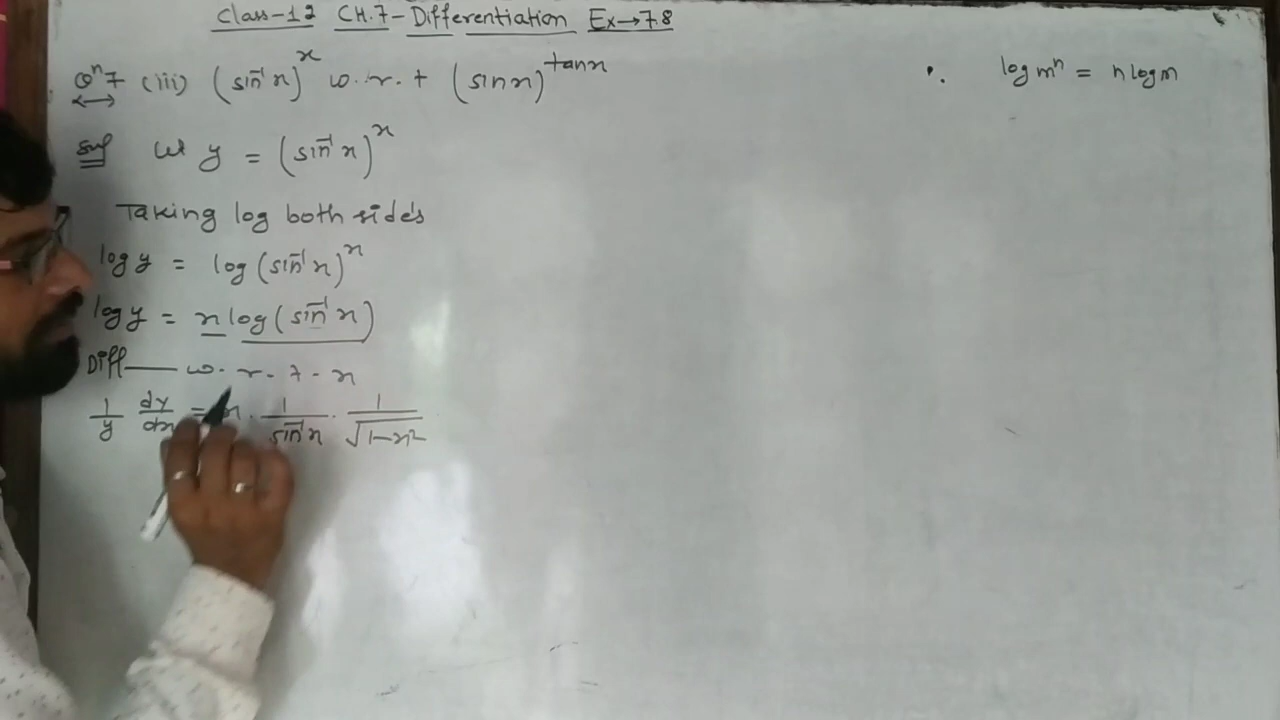 Class-12 CH.7-Differentiation Ex→7.8
Qⁿ7 (iii) (sin⁻¹x)ˣ w.r.t (sinx)^tanx
log mⁿ = n log m
Sol let y = (sin⁻¹x)ˣ
Taking log both sides
log y = log (sin⁻¹x)ˣ
log y = x log (sin⁻¹x)
Diff— w.r.t. x
1/y dy/dx = x · 1/sin⁻¹x · 1/√1-x²